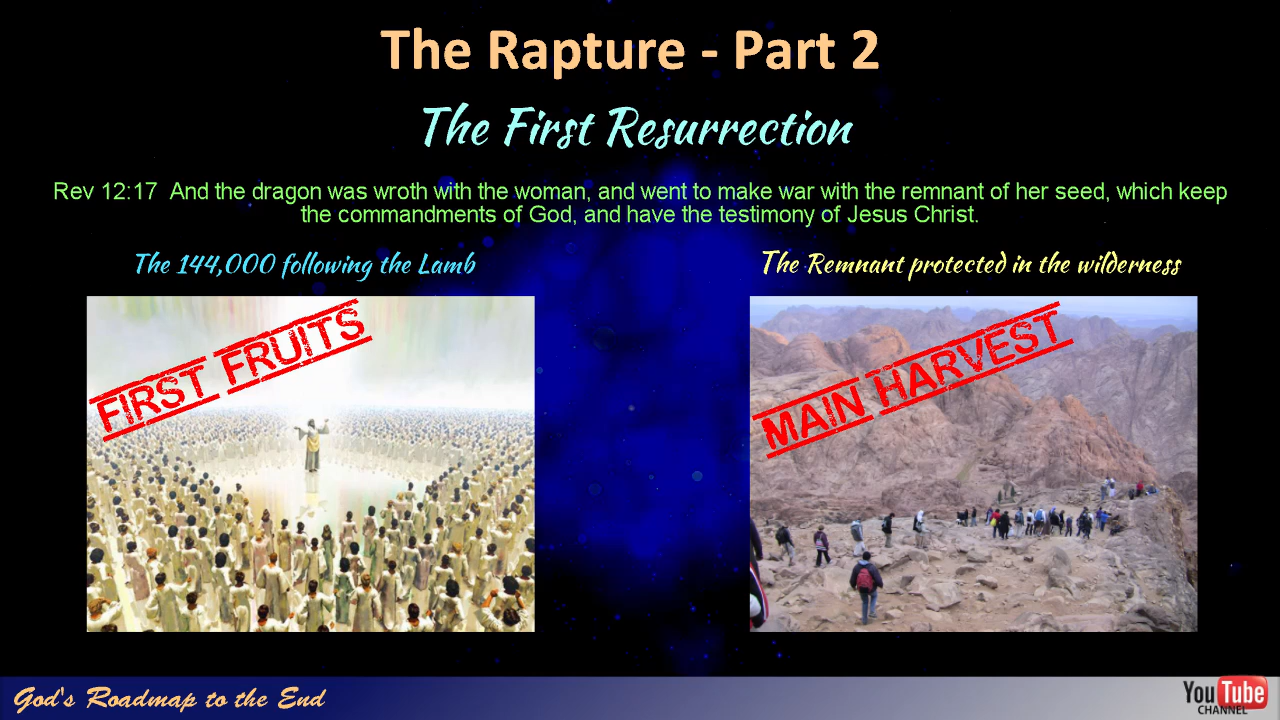 The Rapture - Part 2
The First Resurrection
Rev 12:17  And the dragon was wroth with the woman, and went to make war with the remnant of her seed, which keep
the commandments of God, and have the testimony of Jesus Christ.
The 144,000 following the Lamb
The Remnant protected in the wilderness
FIRST FRUITS
MAIN HARVEST
God's Roadmap to the End
YouTube
CHANNEL